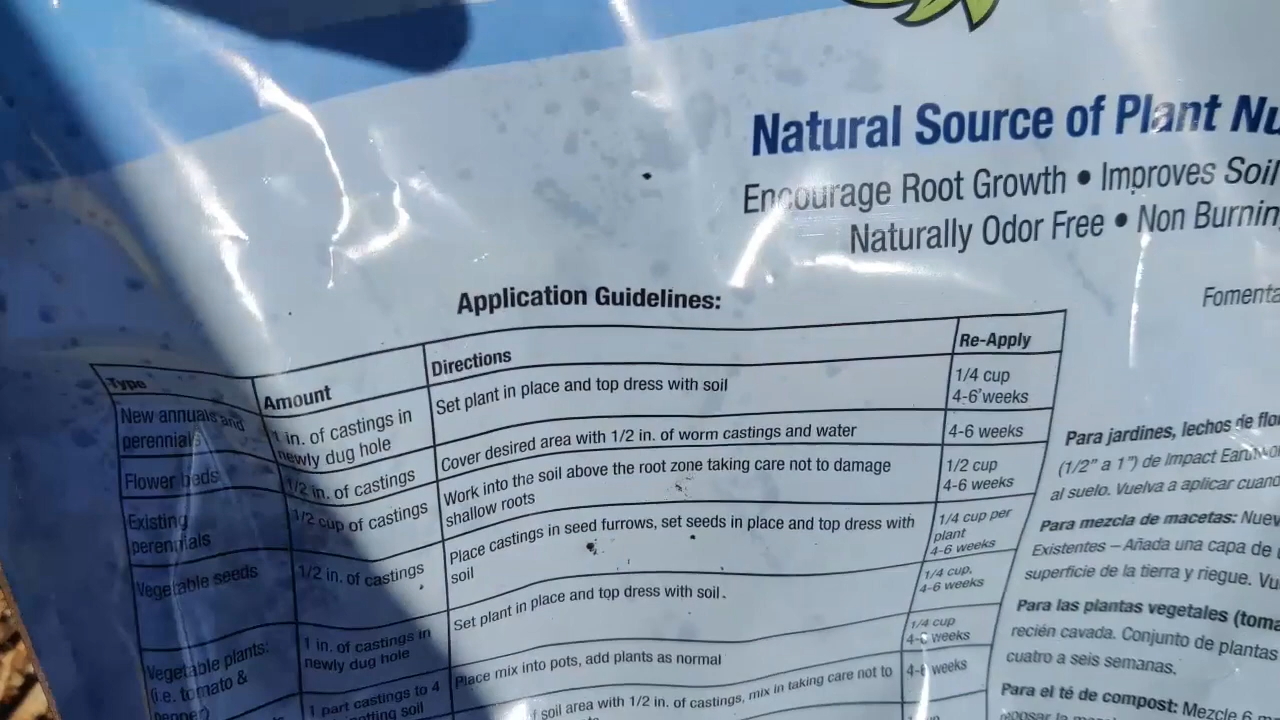 Natural Source of Plant Nu
Encourage Root Growth • Improves Soil
Naturally Odor Free • Non Burnin
Fomenta
Application Guidelines:
Type Amount Directions Re-Apply
New annuals and
perennials
1 in. of castings in
newly dug hole
Set plant in place and top dress with soil
1/4 cup
4-6 weeks
Flower beds
1/2 in. of castings
Cover desired area with 1/2 in. of worm castings and water
4-6 weeks
Existing
perennials
1/2 cup of castings
Work into the soil above the root zone taking care not to damage
shallow roots
1/2 cup
4-6 weeks
Vegetable seeds
1/2 in. of castings
Place castings in seed furrows, set seeds in place and top dress with
soil
1/4 cup per
plant
4-6 weeks
Vegetable plants:
(i.e. tomato &
pepper)
1 in. of castings in
newly dug hole
Set plant in place and top dress with soil.
1/4 cup,
4-6 weeks
1 part castings to 4
potting soil
Place mix into pots, add plants as normal
1/4 cup
4-6 weeks
soil area with 1/2 in. of castings, mix in taking care not to
4-6 weeks
Para jardines, lechos de flo
(1/2” a 1”) de Impact Earthwo
al suelo. Vuelva a aplicar cuand
Para mezcla de macetas: Nuev
Existentes – Añada una capa de
superficie de la tierra y riegue. Vu
Para las plantas vegetales (toma
recién cavada. Conjunto de plantas
cuatro a seis semanas.
Para el té de compost: Mezcle 6